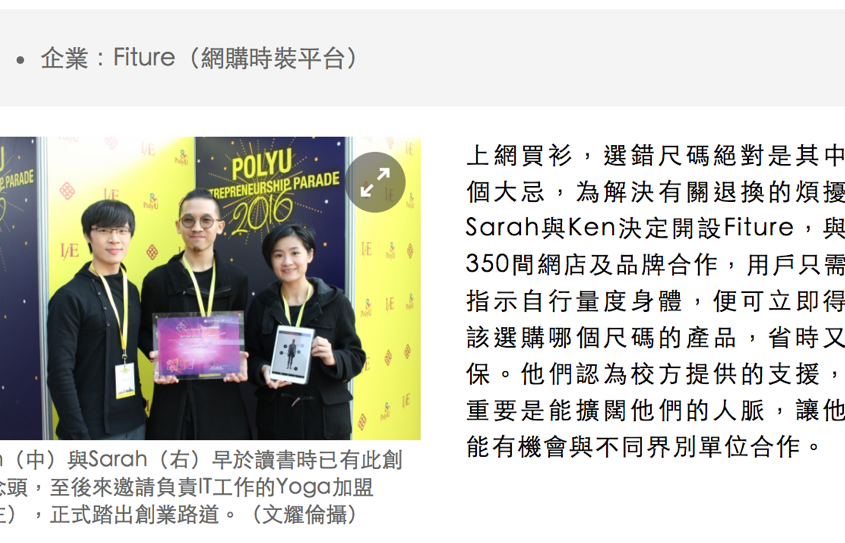 企業：Fiture（網購時裝平台）
POLYU
ENTREPRENEURSHIP PARADE
2016
PolyU
I/E
上網買衫，選錯尺碼絕對是其中
個大忌，為解決有關退換的煩擾
Sarah與Ken決定開設Fiture，與
350間網店及品牌合作，用戶只需
指示自行量度身體，便可立即得
該選購哪個尺碼的產品，省時又
保。他們認為校方提供的支援，
重要是能擴闊他們的人脈，讓他
能有機會與不同界別單位合作。
（中）與Sarah（右）早於讀書時已有此創
念頭，至後來邀請負責IT工作的Yoga加盟
），正式踏出創業路道。（文耀倫攝）